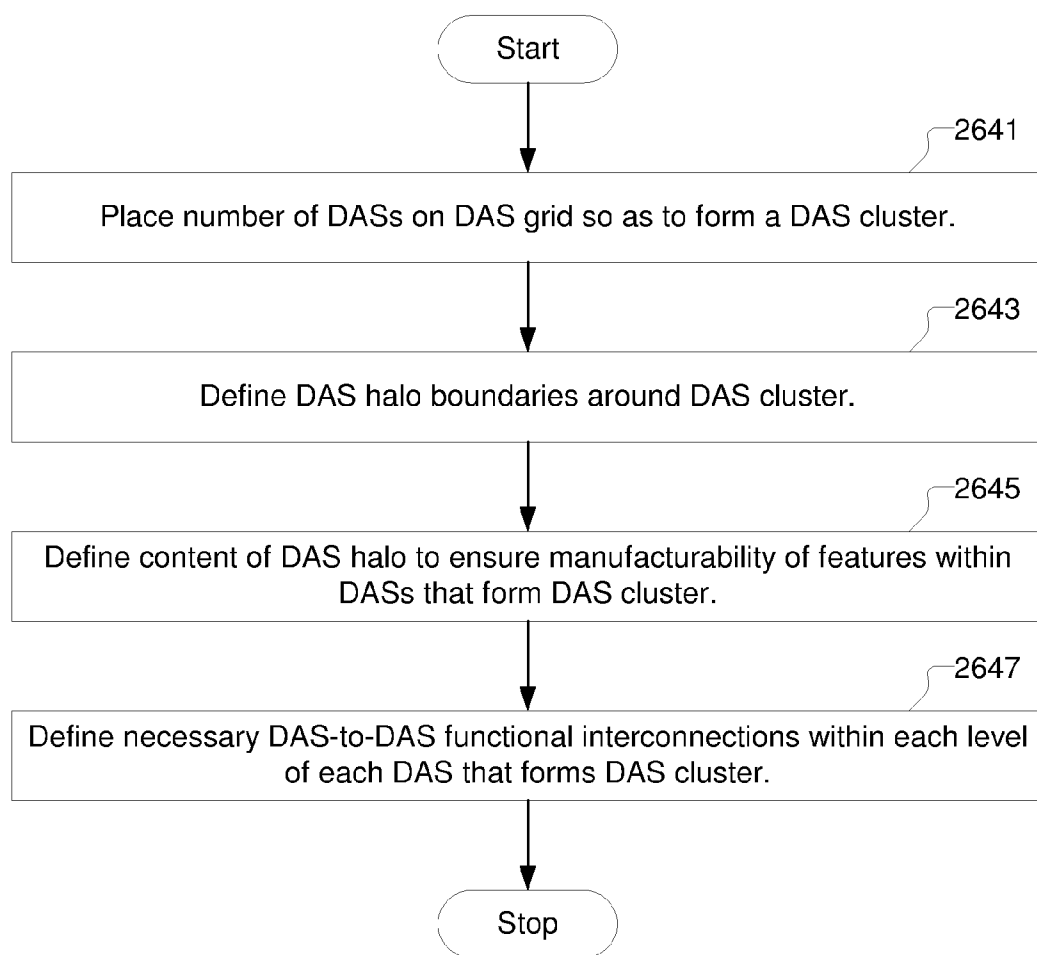 Start
2641
Place number of DASs on DAS grid so as to form a DAS cluster.
2643
Define DAS halo boundaries around DAS cluster.
2645
Define content of DAS halo to ensure manufacturability of features within
DASs that form DAS cluster.
2647
Define necessary DAS-to-DAS functional interconnections within each level
of each DAS that forms DAS cluster.
Stop